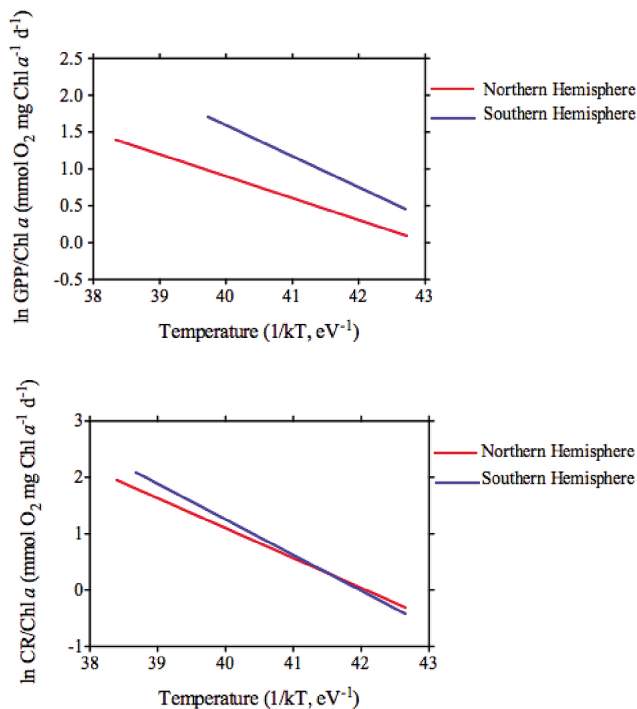 ln GPP/Chl a (mmol O2 mg Chl a-1 d-1)
2.5
2.0
1.5
1.0
0.5
0.0
-0.5
38 39 40 41 42 43
Temperature (1/kT, eV-1)
Northern Hemisphere
Southern Hemisphere
ln CR/Chl a (mmol O2 mg Chl a-1 d-1)
3
2
1
0
-1
38 39 40 41 42 43
Temperature (1/kT, eV-1)
Northern Hemisphere
Southern Hemisphere